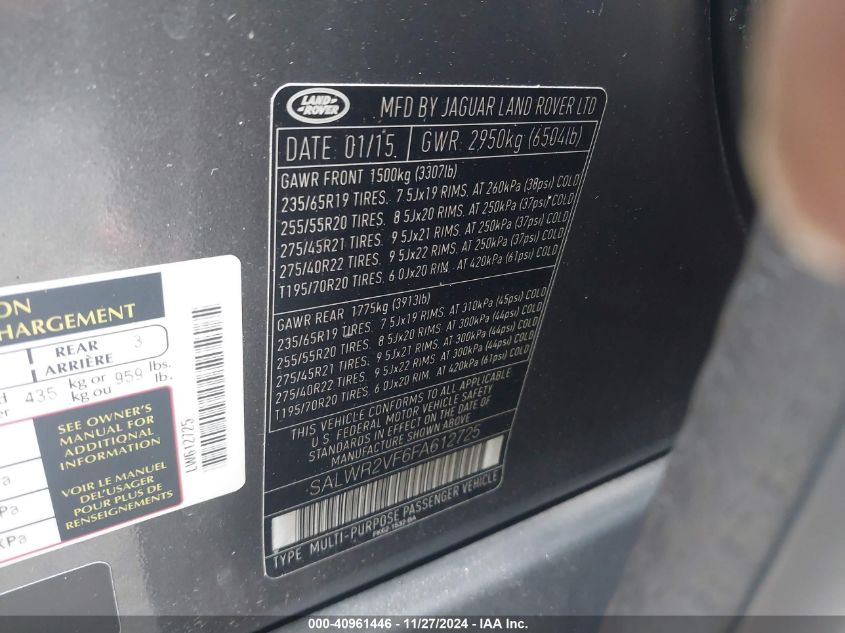 LAND ROVER
MFD BY JAGUAR LAND ROVER LTD
DATE: 01/15 GWR: 2950kg (6504lb)
GAWR FRONT 1500kg (3307lb)
235/65R19 TIRES. 7 5Jx19 RIMS. AT 260kPa (38psi) COLD
255/55R20 TIRES. 8 5Jx20 RIMS. AT 250kPa (37psi) COLD
275/45R21 TIRES. 9 5Jx21 RIMS. AT 250kPa (37psi) COLD
275/40R22 TIRES. 9 5Jx22 RIMS. AT 250kPa (37psi) COLD
T195/70R20 TIRES. 6 0Jx20 RIM. AT 420kPa (61psi) COLD
GAWR REAR 1775kg (3913lb)
235/65R19 TIRES. 7 5Jx19 RIMS. AT 310kPa (45psi) COLD
255/55R20 TIRES. 8 5Jx20 RIMS. AT 300kPa (44psi) COLD
275/45R21 TIRES. 9 5Jx21 RIMS. AT 300kPa (44psi) COLD
275/40R22 TIRES. 9 5Jx22 RIMS. AT 300kPa (44psi) COLD
T195/70R20 TIRES. 6 0Jx20 RIM. AT 420kPa (61psi) COLD
THIS VEHICLE CONFORMS TO ALL APPLICABLE
U S FEDERAL MOTOR VEHICLE SAFETY
STANDARDS IN EFFECT ON THE DATE OF
MANUFACTURE SHOWN ABOVE
SALWR2VF6FA612725
TYPE MULTI-PURPOSE PASSENGER VEHICLE
ON
HARGEMENT
REAR 3
ARRIÈRE
435 kg or 959 lbs.
kg ou lb.
SEE OWNER'S
MANUAL FOR
ADDITIONAL
INFORMATION
VOIR LE MANUEL
DEL'USAGER
POUR PLUS DE
RENSEIGNEMENTS
KPa
LW612725
000-40961446 - 11/27/2024 - IAA Inc.